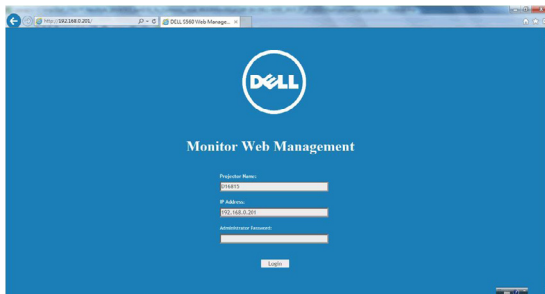 http://192.168.0.201/
DELL S560 Web Manage...
DELL
Monitor Web Management
Projector Name:
IP Address:
192.168.0.201
Administrator Password:
Login